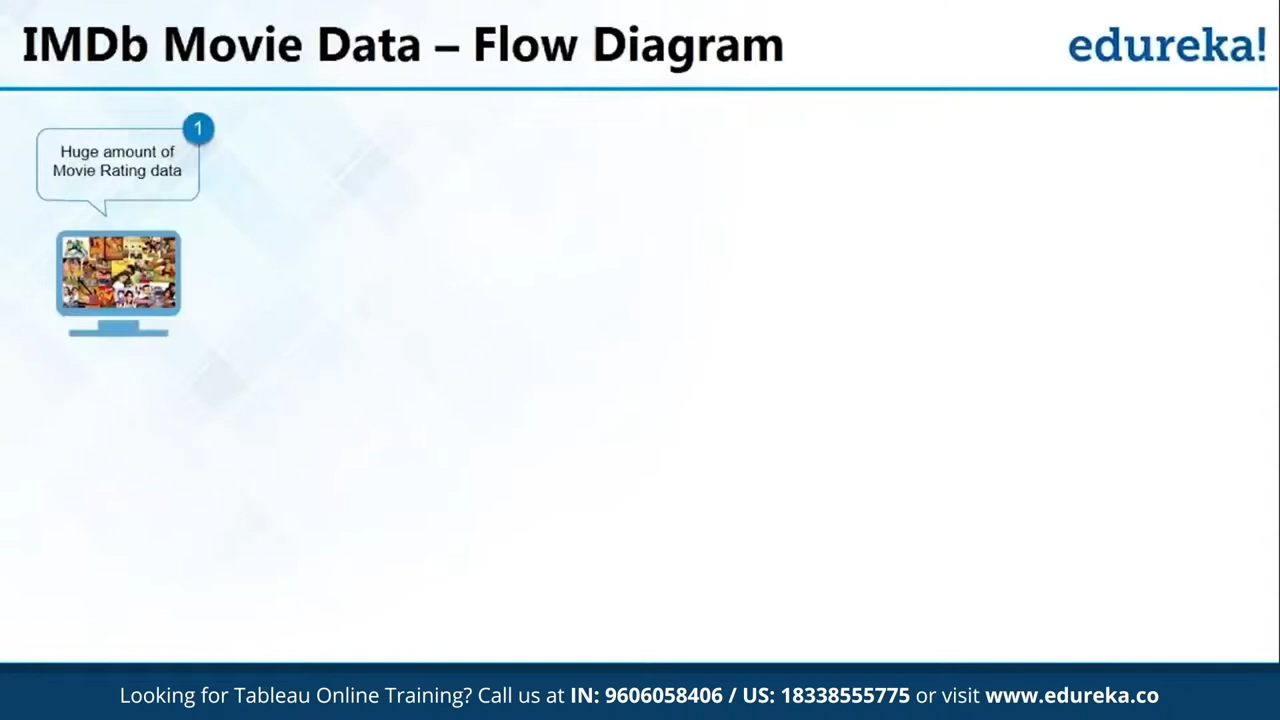 IMDb Movie Data – Flow Diagram
edureka!
1
Huge amount of
Movie Rating data
Looking for Tableau Online Training? Call us at IN: 9606058406 / US: 18338555775 or visit www.edureka.co